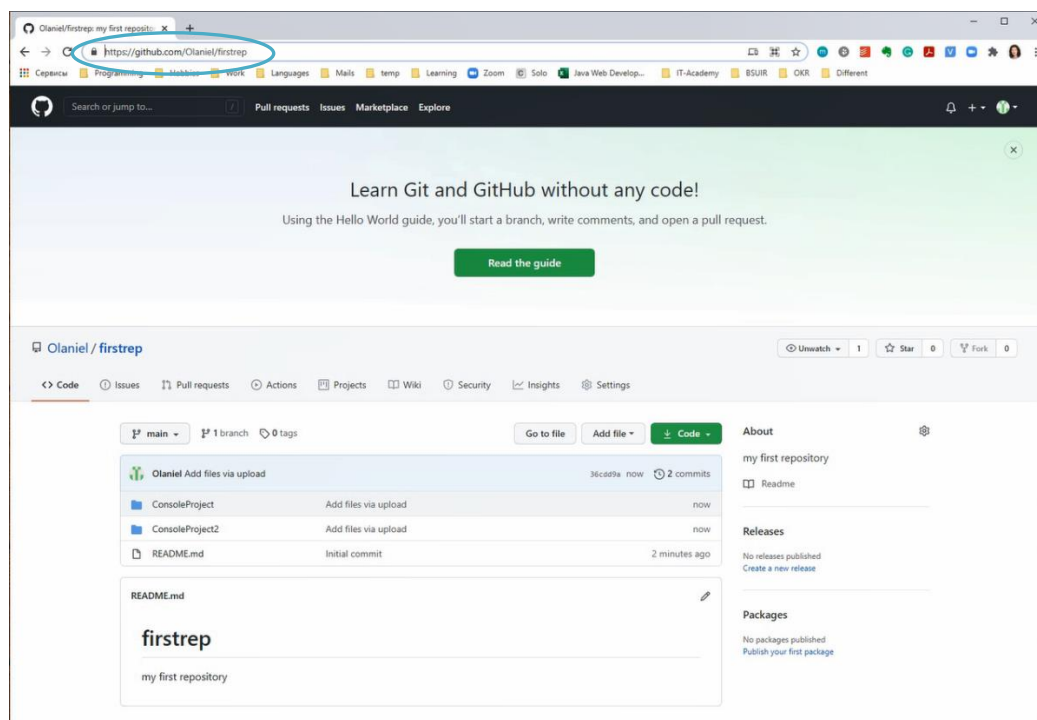 Olaniel/firstrep: my first reposito
https://github.com/Olaniel/firstrep
Сервисы Programming Hobbies Work Languages Mails temp Learning Zoom Solo Java Web Develop... IT-Academy BSUIR OKR Different
Search or jump to... / Pull requests Issues Marketplace Explore
Learn Git and GitHub without any code!
Using the Hello World guide, you'll start a branch, write comments, and open a pull request.
Read the guide
Olaniel / firstrep Unwatch 1 Star 0 Fork 0
Code Issues Pull requests Actions Projects Wiki Security Insights Settings
main 1 branch 0 tags Go to file Add file Code About
my first repository
Olaniel Add files via upload 36cad9a now 2 commits
Readme
ConsoleProject Add files via upload now
ConsoleProject2 Add files via upload now
Releases
README.md Initial commit 2 minutes ago
No releases published
Create a new release
README.md
Packages
firstrep
No packages published
Publish your first package
my first repository